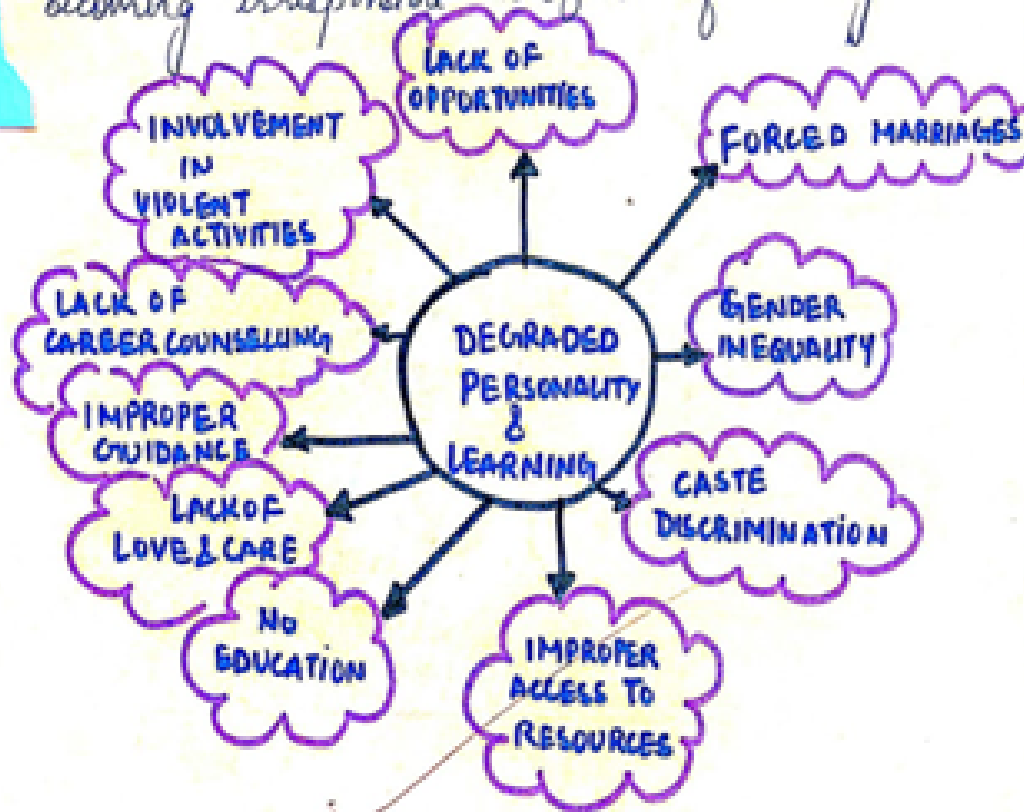 becoming
LACK OF
OPPORTUNITIES
FORCED MARRIAGES
INVOLVEMENT
IN
VIOLENT
ACTIVITIES
LACK OF
CAREER COUNSELLING
GENDER
INEQUALITY
DEGRADED
PERSONALITY
&
LEARNING
IMPROPER
GUIDANCE
CASTE
DISCRIMINATION
LACK OF
LOVE & CARE
NO
EDUCATION
IMPROPER
ACCESS TO
RESOURCES